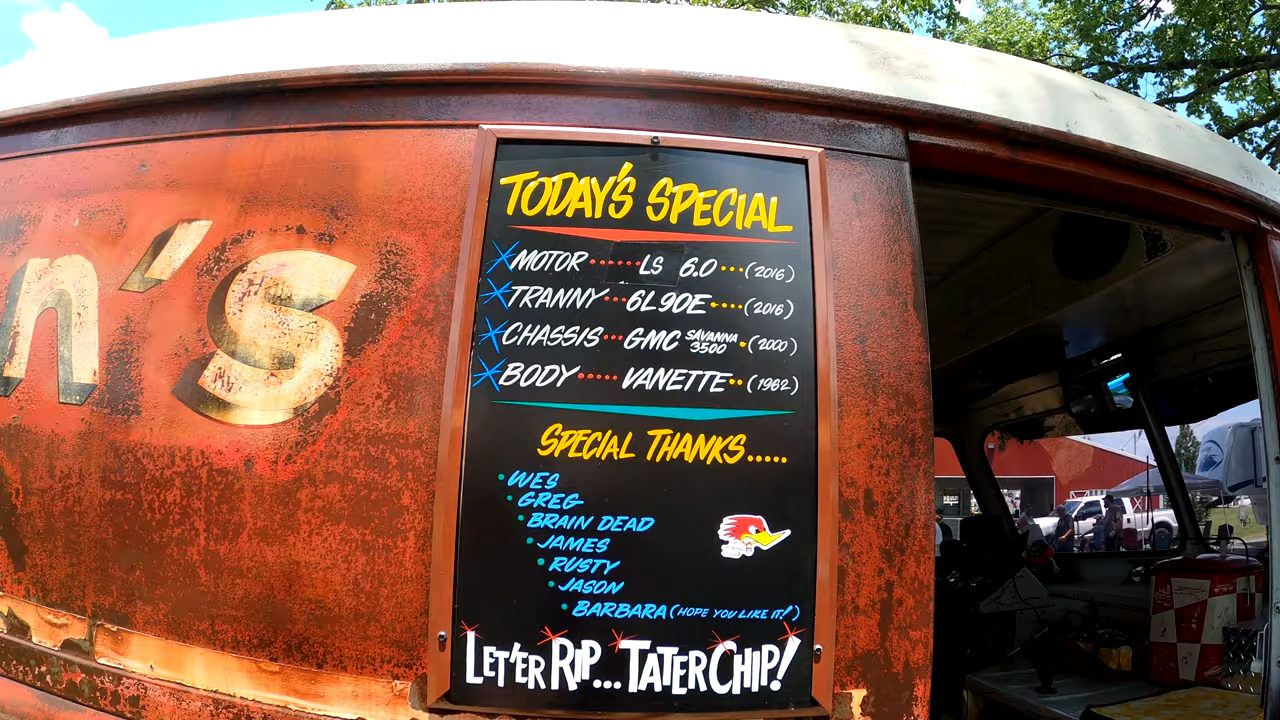 n's
TODAY'S SPECIAL
MOTOR......LS 6.0...(2016)
TRANNY...6L90E....(2016)
CHASSIS...GMC SAVANNA 3500.(2000)
BODY.....VANETTE..(1962)
SPECIAL THANKS.....
WES
GREG
BRAIN DEAD
JAMES
RUSTY
JASON
BARBARA (HOPE YOU LIKE IT!)
LET'ER RIP...TATER CHIP!